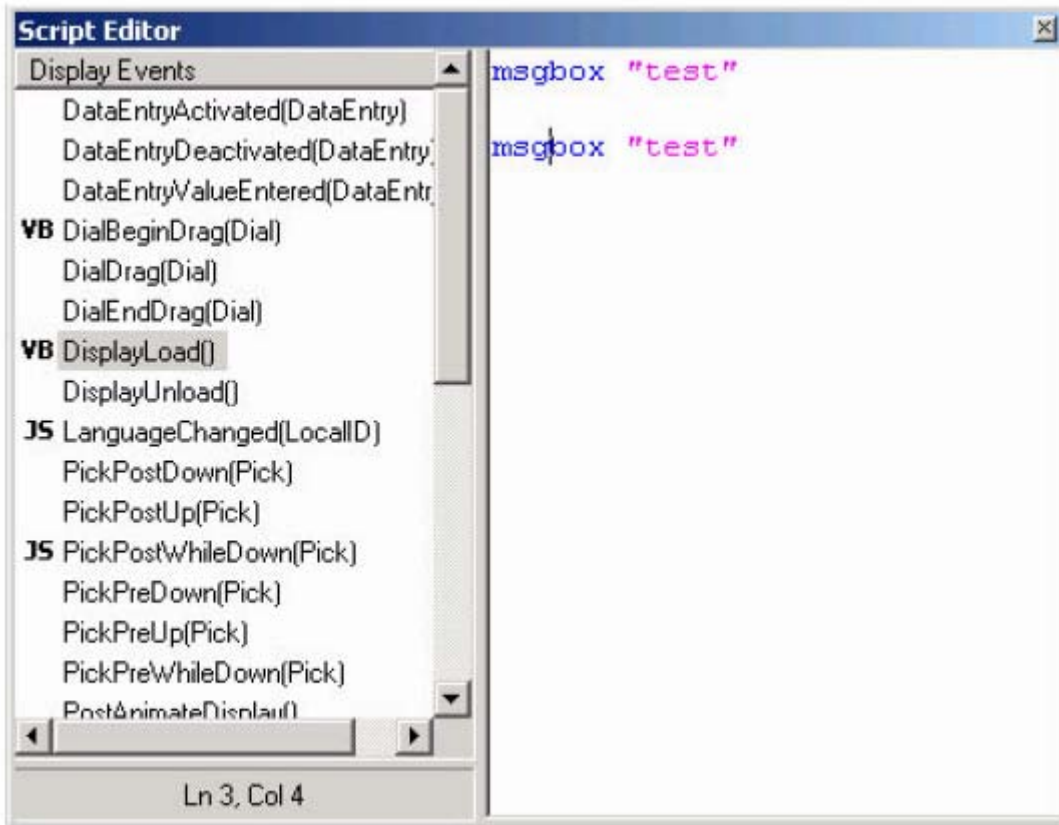 Script Editor
Display Events
DataEntryActivated(DataEntry)
DataEntryDeactivated(DataEntry)
DataEntryValueEntered(DataEntr
VB DialBeginDrag(Dial)
DialDrag(Dial)
DialEndDrag(Dial)
VB DisplayLoad()
DisplayUnload()
JS LanguageChanged(LocalID)
PickPostDown(Pick)
PickPostUp(Pick)
JS PickPostWhileDown(Pick)
PickPreDown(Pick)
PickPreUp(Pick)
PickPreWhileDown(Pick)
PostAnimateDisplay()
Ln 3, Col 4
msgbox "test"
msgbox "test"